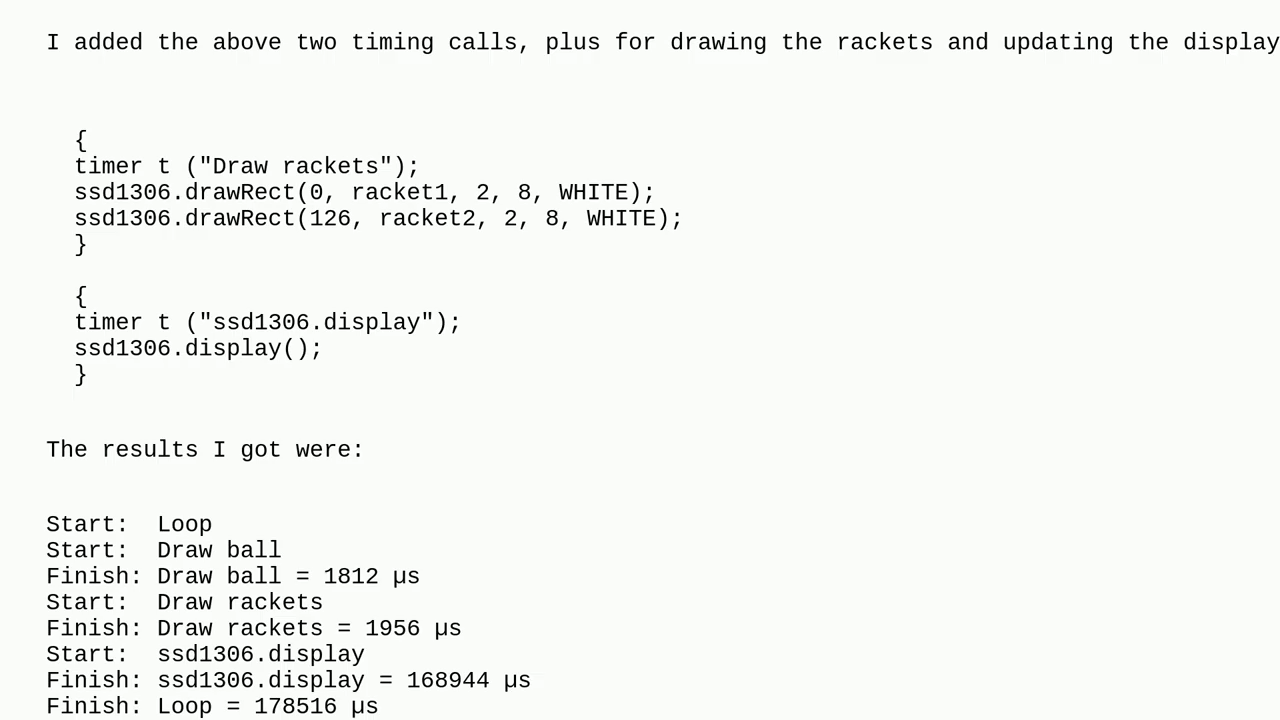 I added the above two timing calls, plus for drawing the rackets and updating the display
{
timer t ("Draw rackets");
ssd1306.drawRect(0, racket1, 2, 8, WHITE);
ssd1306.drawRect(126, racket2, 2, 8, WHITE);
}
{
timer t ("ssd1306.display");
ssd1306.display();
}
The results I got were:
Start:  Loop
Start:  Draw ball
Finish: Draw ball = 1812 µs
Start:  Draw rackets
Finish: Draw rackets = 1956 µs
Start:  ssd1306.display
Finish: ssd1306.display = 168944 µs
Finish: Loop = 178516 µs